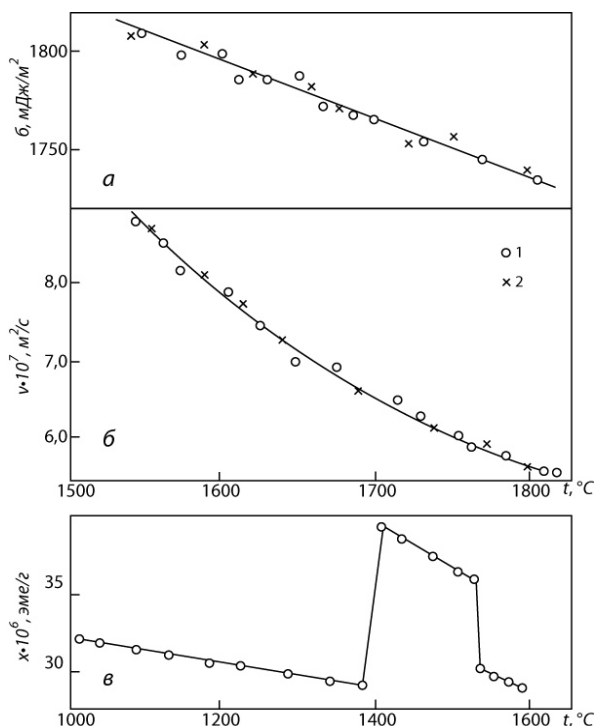 1800
σ, мДж/м²
1750
а
8,0
○ 1
× 2
ν•10⁷, м²/с
7,0
6,0
б
1500 1600 1700 1800 t, °C
35
x•10⁶, эме/г
30
в
1000 1200 1400 1600 t, °C